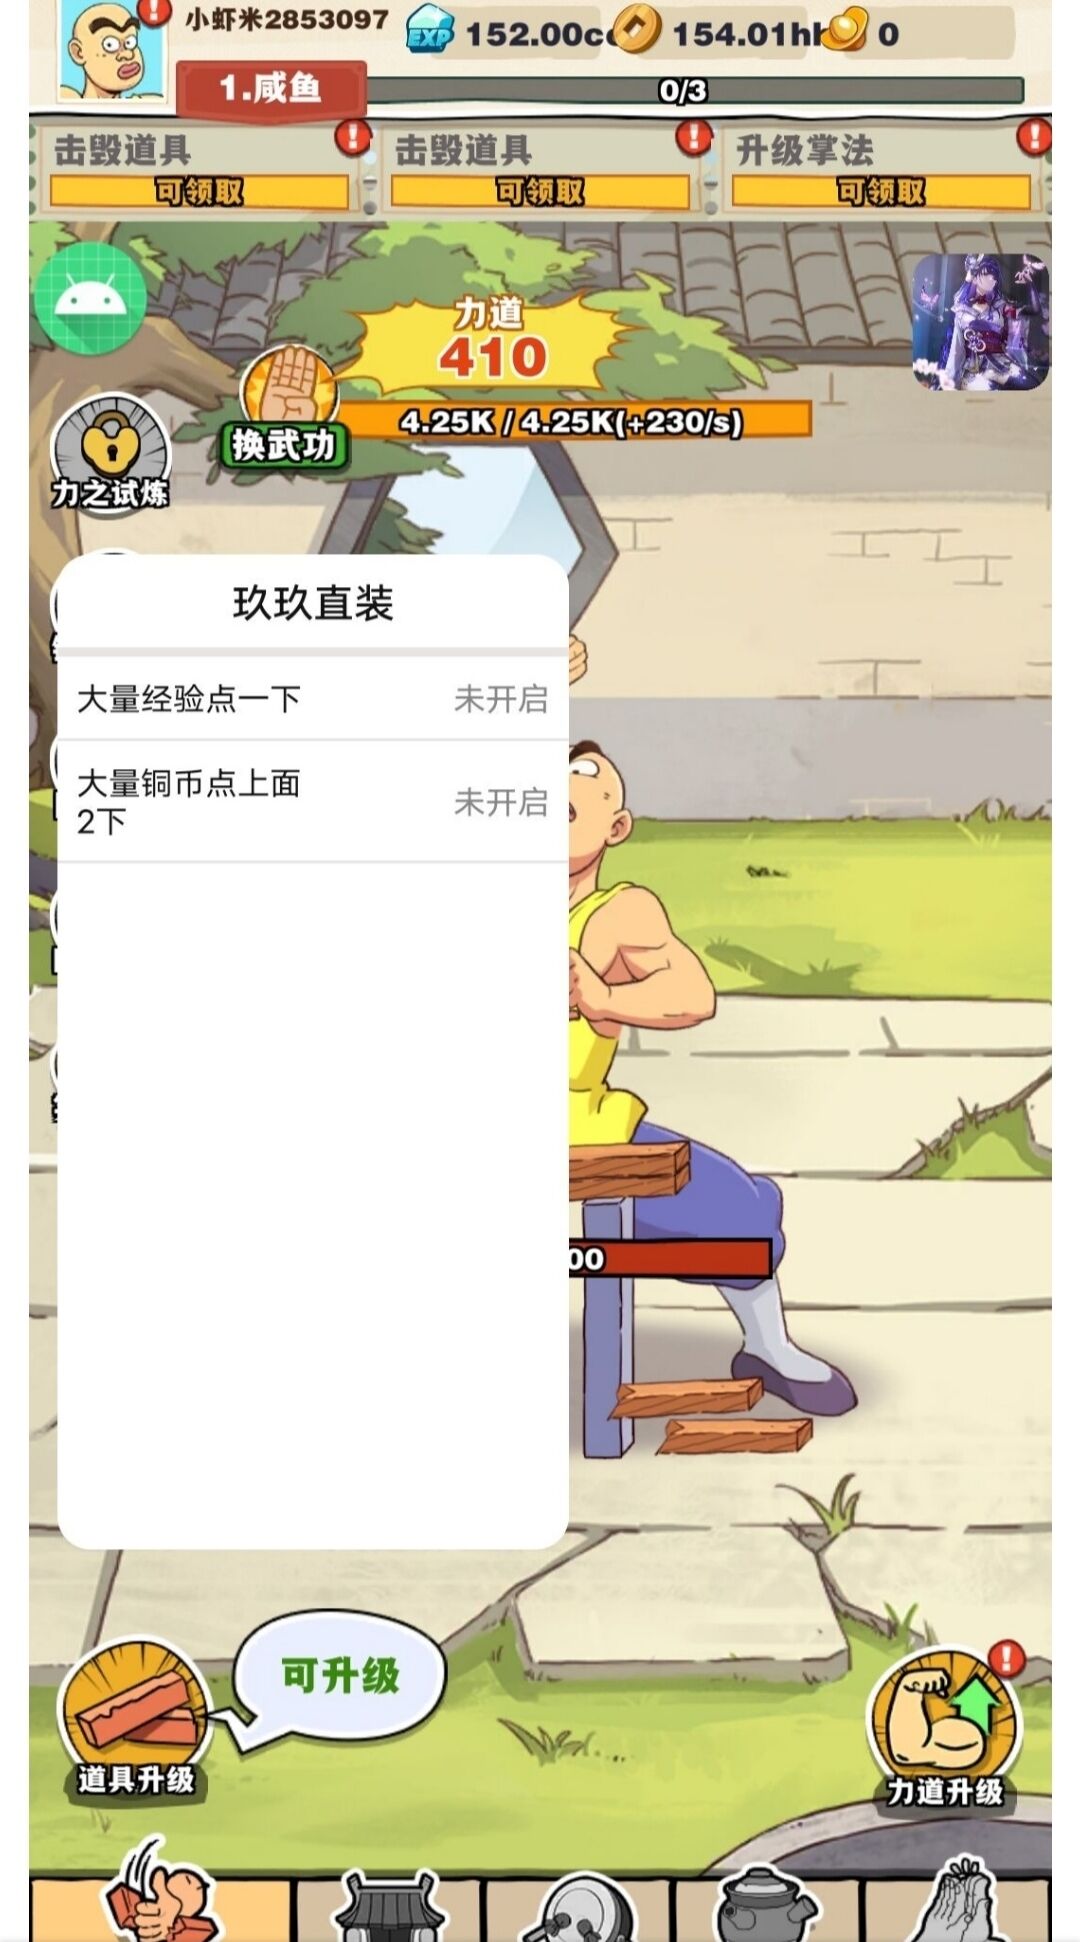 小虾米2853097
EXP
152.00cc
154.01hh
0
1.咸鱼
0/3
击毁道具
击毁道具
升级掌法
可领取
可领取
可领取
力道
410
4.25K / 4.25K(+230/s)
换武功
力之试炼
玖玖直装
大量经验点一下
未开启
大量铜币点上面
2下
未开启
00
可升级
道具升级
力道升级